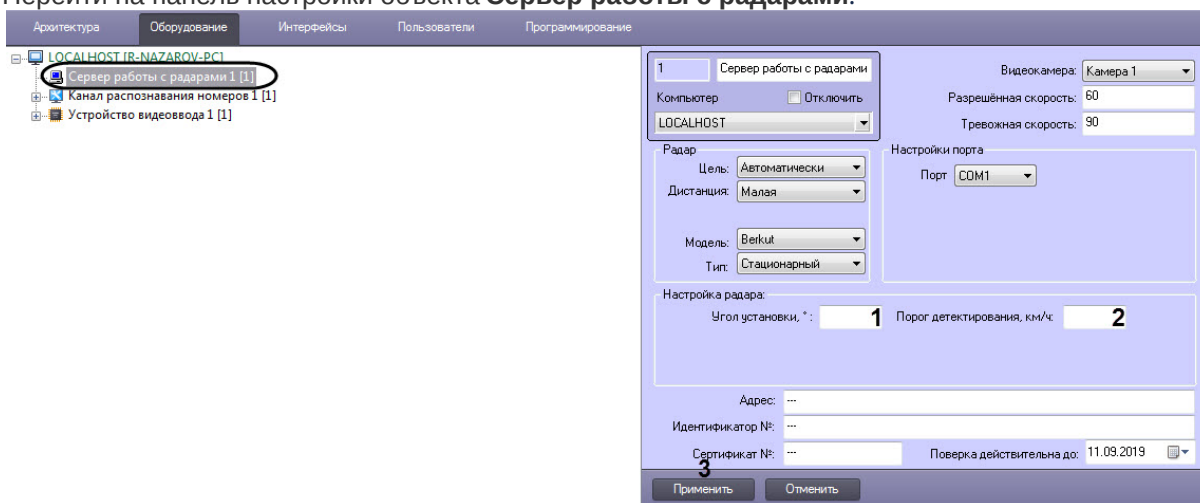 Перейти на панель настройки объекта Сервер работы с радарами.
Архитектура Оборудование Интерфейсы Пользователи Программирование
LOCALHOST [R-NAZAROV-PC]
Сервер работы с радарами 1 [1]
Канал распознавания номеров 1 [1]
Устройство видеоввода 1 [1]
1 Сервер работы с радарами
Компьютер Отключить
LOCALHOST
Видеокамера: Камера 1
Разрешённая скорость: 60
Тревожная скорость: 90
Радар
Цель: Автоматически
Дистанция: Малая
Модель: Berkut
Тип: Стационарный
Настройки порта
Порт COM1
Настройка радара:
Угол установки, ° : 1 Порог детектирования, км/ч: 2
Адрес: ---
Идентификатор №: ---
Сертификат №: --- Поверка действительна до: 11.09.2019
3
Применить Отменить